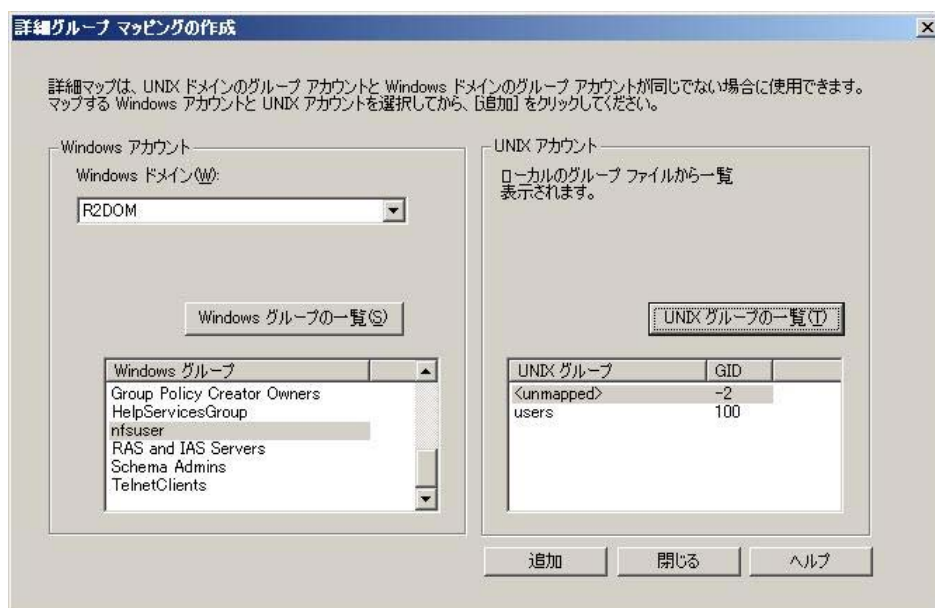 詳細グループ マッピングの作成
詳細マップは、UNIX ドメインのグループ アカウントと Windows ドメインのグループ アカウントが同じでない場合に使用できます。
マップする Windows アカウントと UNIX アカウントを選択してから、[追加] をクリックしてください。
Windows アカウント
Windows ドメイン(W):
R2DOM
Windows グループの一覧(S)
Windows グループ
Group Policy Creator Owners
HelpServicesGroup
nfsuser
RAS and IAS Servers
Schema Admins
TelnetClients
UNIX アカウント
ローカルのグループ ファイルから一覧
表示されます。
UNIX グループの一覧(T)
UNIX グループ GID
<unmapped> -2
users 100
追加 閉じる ヘルプ